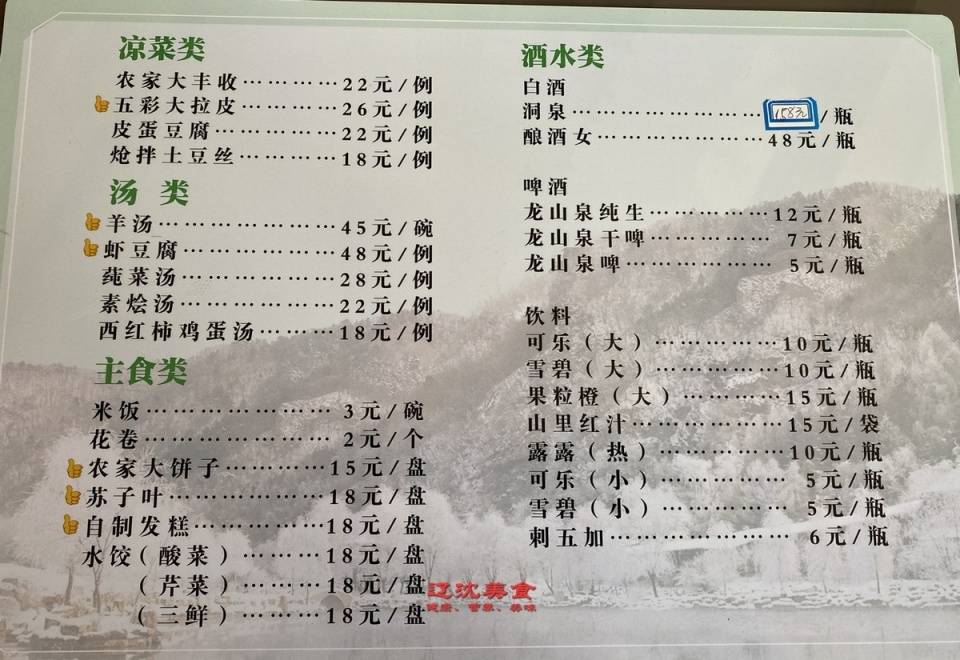 凉菜类
农家大丰收…………22元/例
五彩大拉皮…………26元/例
皮蛋豆腐……………22元/例
炝拌土豆丝…………18元/例
汤 类
羊汤…………………45元/碗
虾豆腐………………48元/例
莼菜汤………………28元/例
素烩汤………………22元/例
西红柿鸡蛋汤………18元/例
主食类
米饭…………………3元/碗
花卷…………………2元/个
农家大饼子…………15元/盘
苏子叶………………18元/盘
自制发糕……………18元/盘
水饺(酸菜)…………18元/盘
(芹菜)………18元/盘
(三鲜)………18元/盘
酒水类
白酒
洞泉…………………158元/瓶
酿酒女………………48元/瓶
啤酒
龙山泉纯生…………12元/瓶
龙山泉干啤…………7元/瓶
龙山泉啤……………5元/瓶
饮料
可乐(大)……………10元/瓶
雪碧(大)……………10元/瓶
果粒橙(大)…………15元/瓶
山里红汁……………15元/袋
露露(热)……………10元/瓶
可乐(小)……………5元/瓶
雪碧(小)……………5元/瓶
刺五加………………6元/瓶
辽沈美食